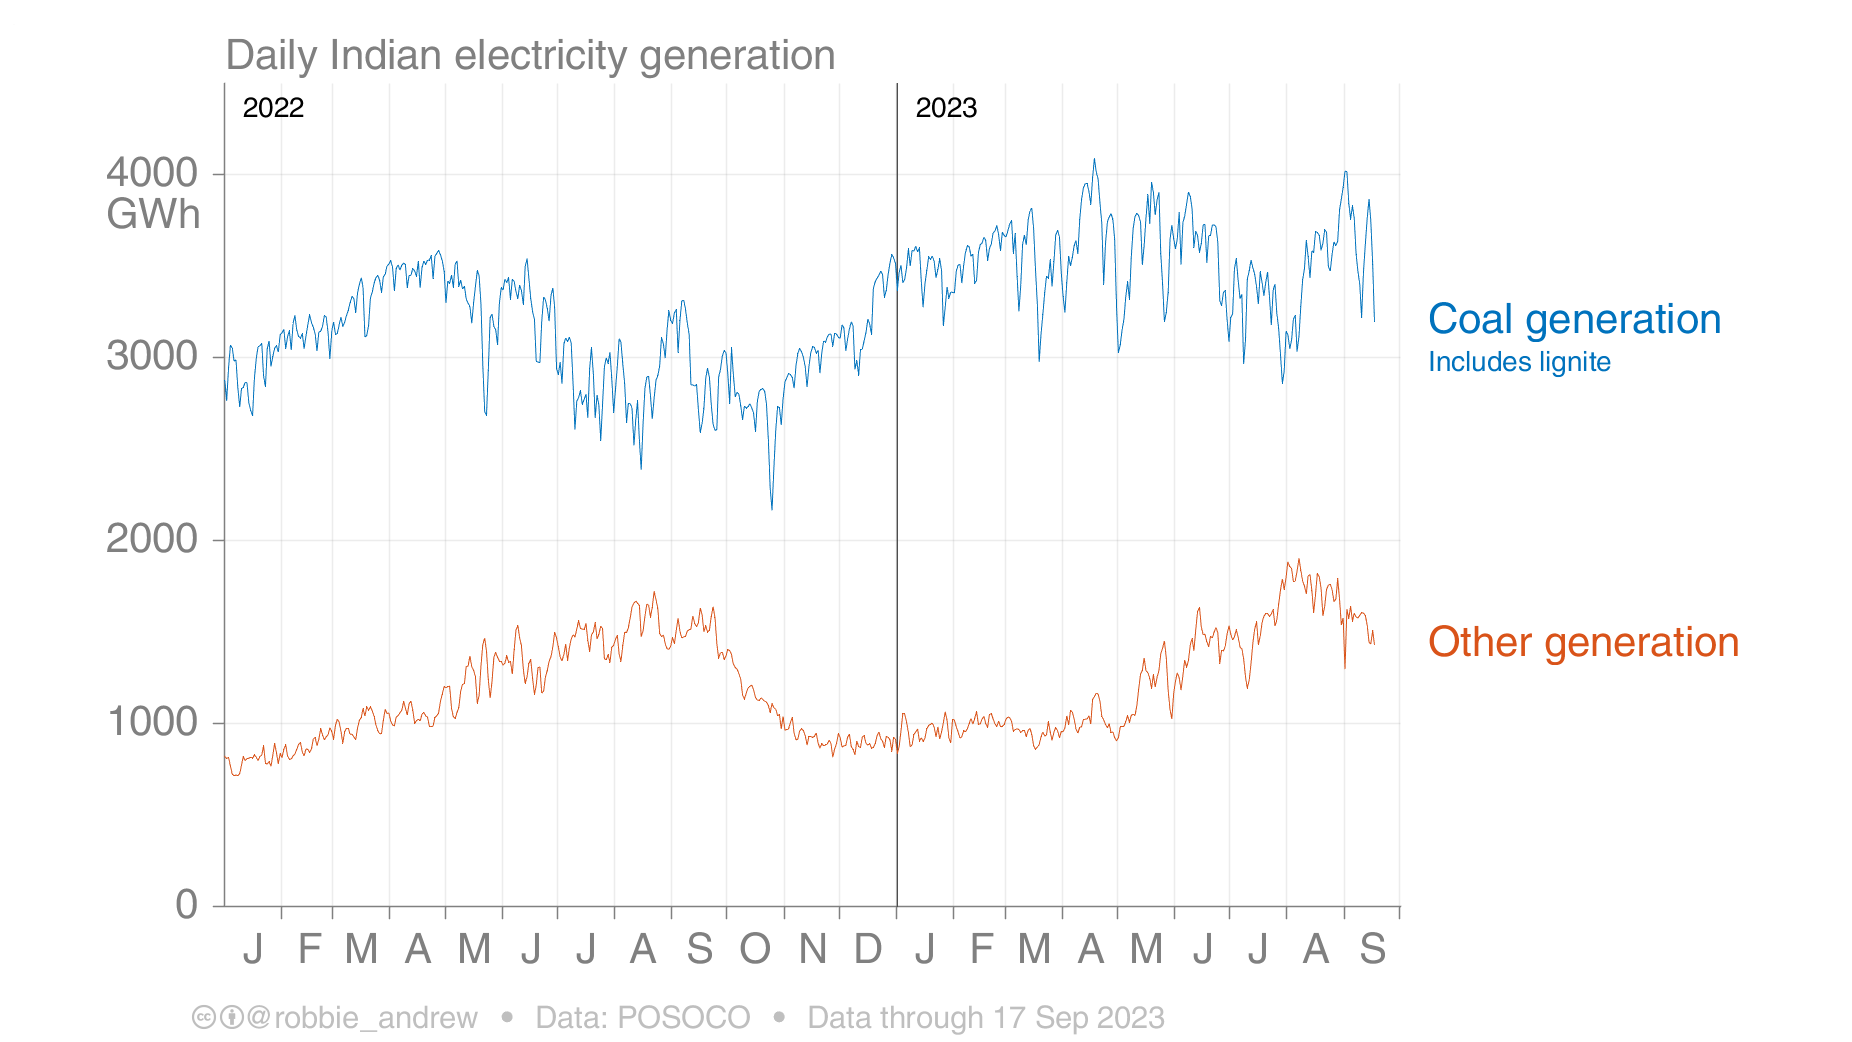 Daily Indian electricity generation
2022
2023
4000
GWh
3000
2000
1000
0
Coal generation
Includes lignite
Other generation
J F M A M J J A S O N D J F M A M J J A S
cc @robbie_andrew • Data: POSOCO • Data through 17 Sep 2023